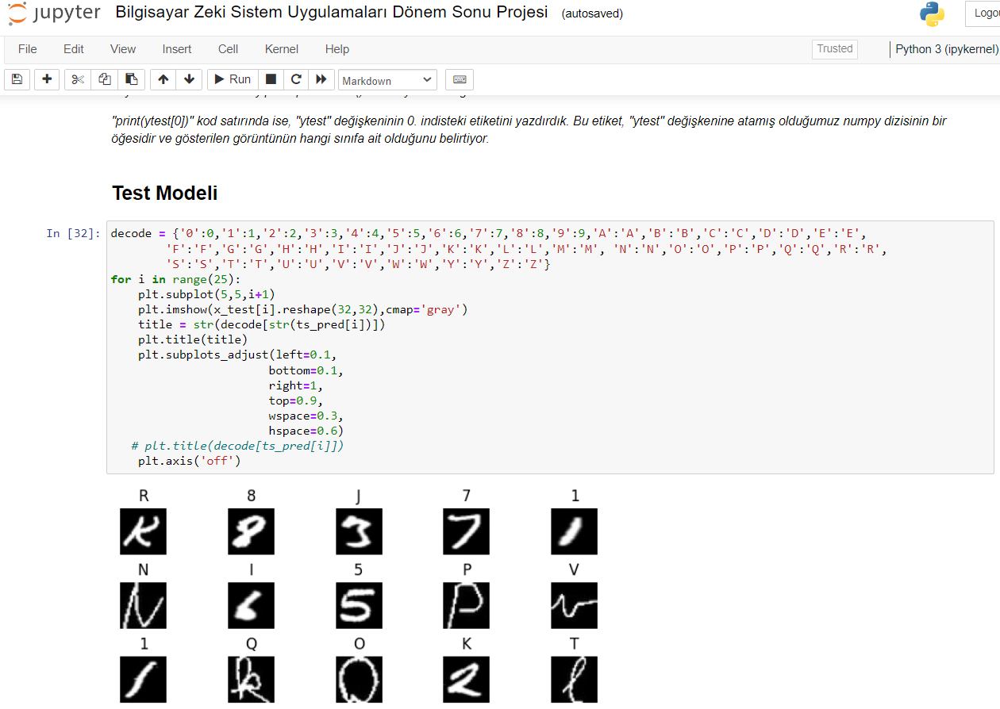 jupyter Bilgisayar Zeki Sistem Uygulamaları Dönem Sonu Projesi (autosaved)
File Edit View Insert Cell Kernel Help Trusted Python 3 (ipykernel)
Run Markdown
"print(ytest[0])" kod satırında ise, "ytest" değişkeninin 0. indisteki etiketini yazdırdık. Bu etiket, "ytest" değişkenine atamış olduğumuz numpy dizisinin bir
öğesidir ve gösterilen görüntünün hangi sınıfa ait olduğunu belirtiyor.
Test Modeli
In [32]: decode = {'0':0,'1':1,'2':2,'3':3,'4':4,'5':5,'6':6,'7':7,'8':8,'9':9,'A':'A','B':'B','C':'C','D':'D','E':'E',
'F':'F','G':'G','H':'H','I':'I','J':'J','K':'K','L':'L','M':'M', 'N':'N','O':'O','P':'P','Q':'Q','R':'R',
'S':'S','T':'T','U':'U','V':'V','W':'W','Y':'Y','Z':'Z'}
for i in range(25):
plt.subplot(5,5,i+1)
plt.imshow(x_test[i].reshape(32,32),cmap='gray')
title = str(decode[str(ts_pred[i])])
plt.title(title)
plt.subplots_adjust(left=0.1,
bottom=0.1,
right=1,
top=0.9,
wspace=0.3,
hspace=0.6)
# plt.title(decode[ts_pred[i]])
plt.axis('off')
R 8 J 7 1
N I 5 P V
1 Q O K T